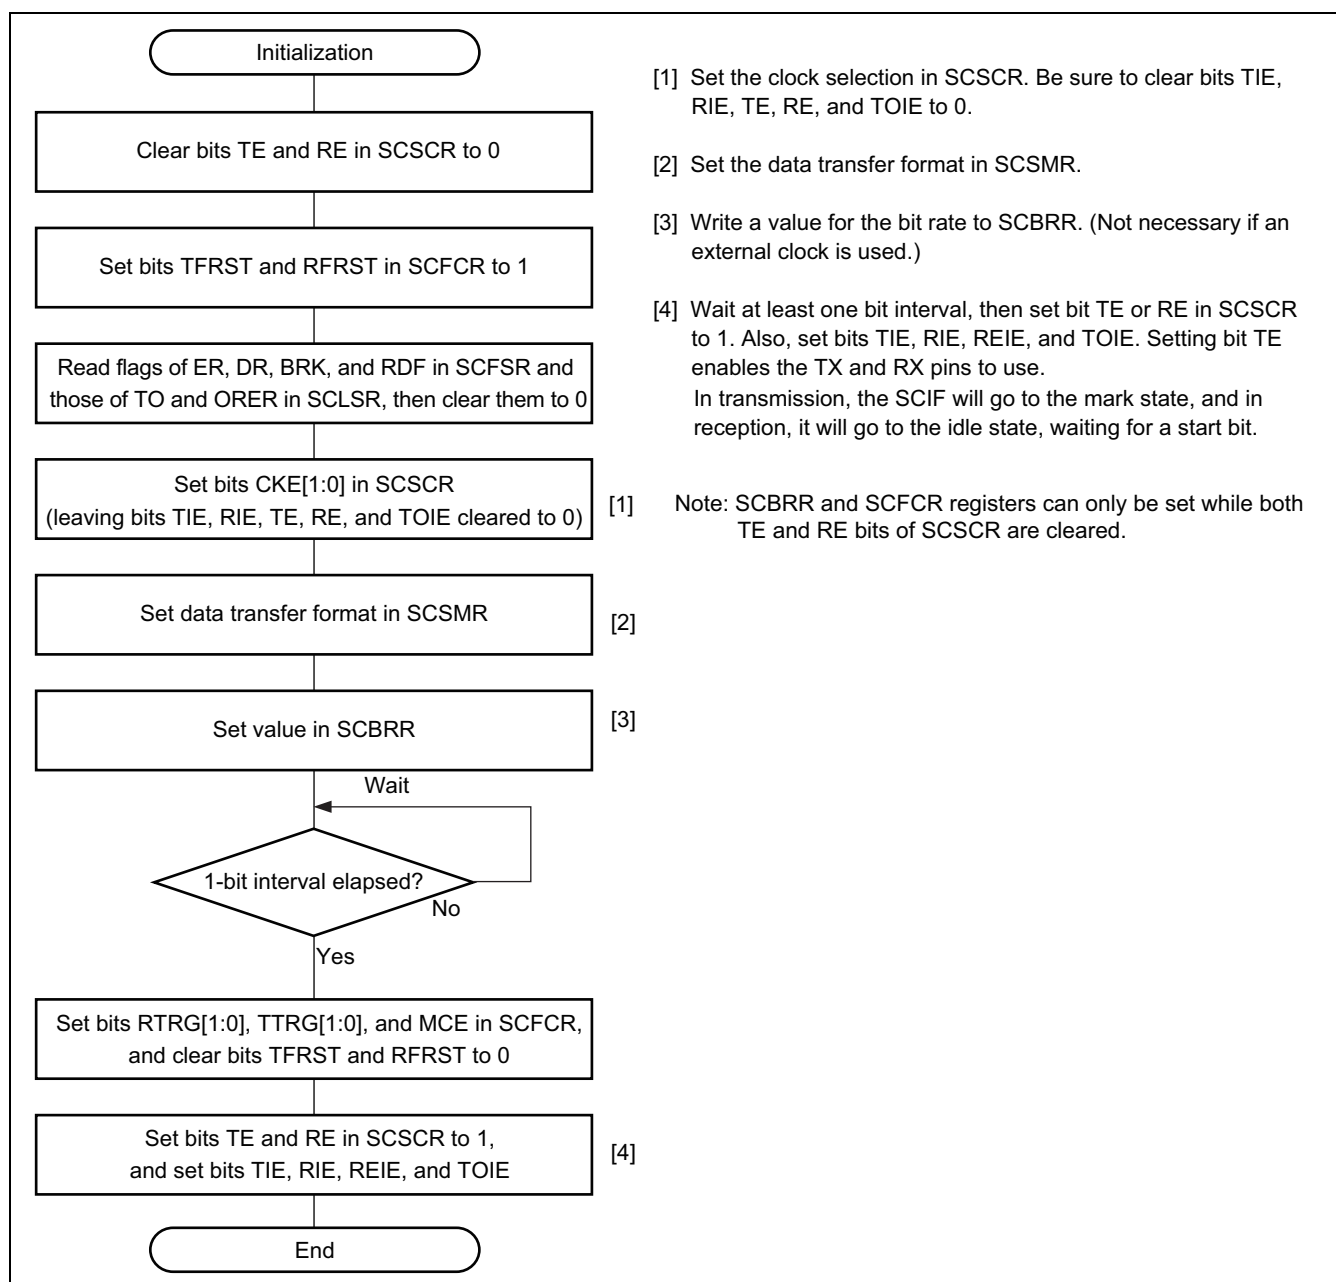 Initialization
Clear bits TE and RE in SCSCR to 0
Set bits TFRST and RFRST in SCFCR to 1
Read flags of ER, DR, BRK, and RDF in SCFSR and
those of TO and ORER in SCLSR, then clear them to 0
Set bits CKE[1:0] in SCSCR
(leaving bits TIE, RIE, TE, RE, and TOIE cleared to 0)
[1]
Set data transfer format in SCSMR
[2]
Set value in SCBRR
[3]
Wait
1-bit interval elapsed?
No
Yes
Set bits RTRG[1:0], TTRG[1:0], and MCE in SCFCR,
and clear bits TFRST and RFRST to 0
Set bits TE and RE in SCSCR to 1,
and set bits TIE, RIE, REIE, and TOIE
[4]
End
[1] Set the clock selection in SCSCR. Be sure to clear bits TIE,
RIE, TE, RE, and TOIE to 0.
[2] Set the data transfer format in SCSMR.
[3] Write a value for the bit rate to SCBRR. (Not necessary if an
external clock is used.)
[4] Wait at least one bit interval, then set bit TE or RE in SCSCR
to 1. Also, set bits TIE, RIE, REIE, and TOIE. Setting bit TE
enables the TX and RX pins to use.
In transmission, the SCIF will go to the mark state, and in
reception, it will go to the idle state, waiting for a start bit.
Note: SCBRR and SCFCR registers can only be set while both
TE and RE bits of SCSCR are cleared.